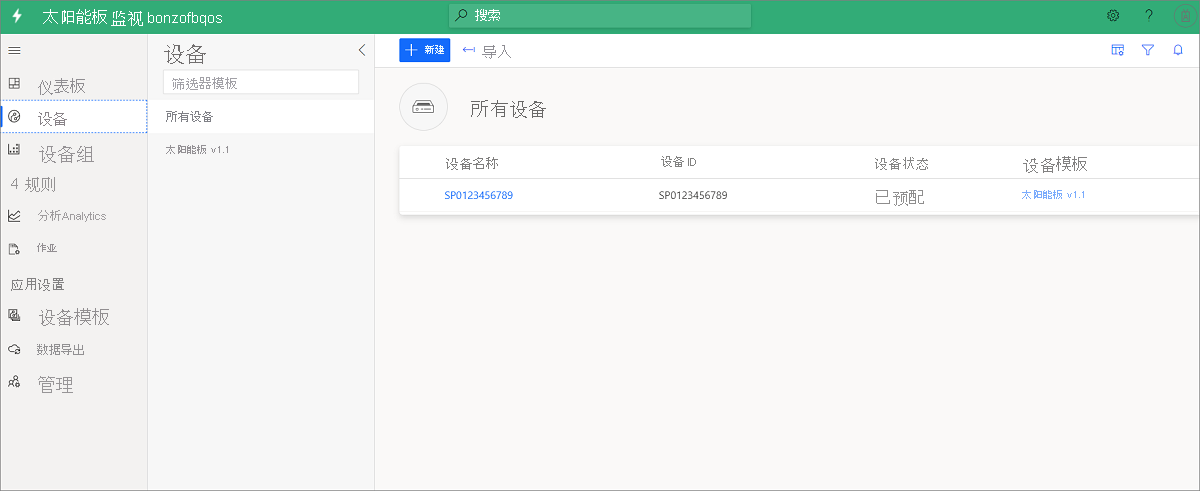 太阳能板 监视 bonzofbqos
搜索
?
仪表板
设备
设备组
4 规则
分析Analytics
作业
应用设置
设备模板
数据导出
管理
设备
筛选器模板
所有设备
太阳能板 v1.1
新建 导入
所有设备
设备名称 设备 ID 设备状态 设备模板
SP0123456789 SP0123456789 已预配 太阳能板 v1.1